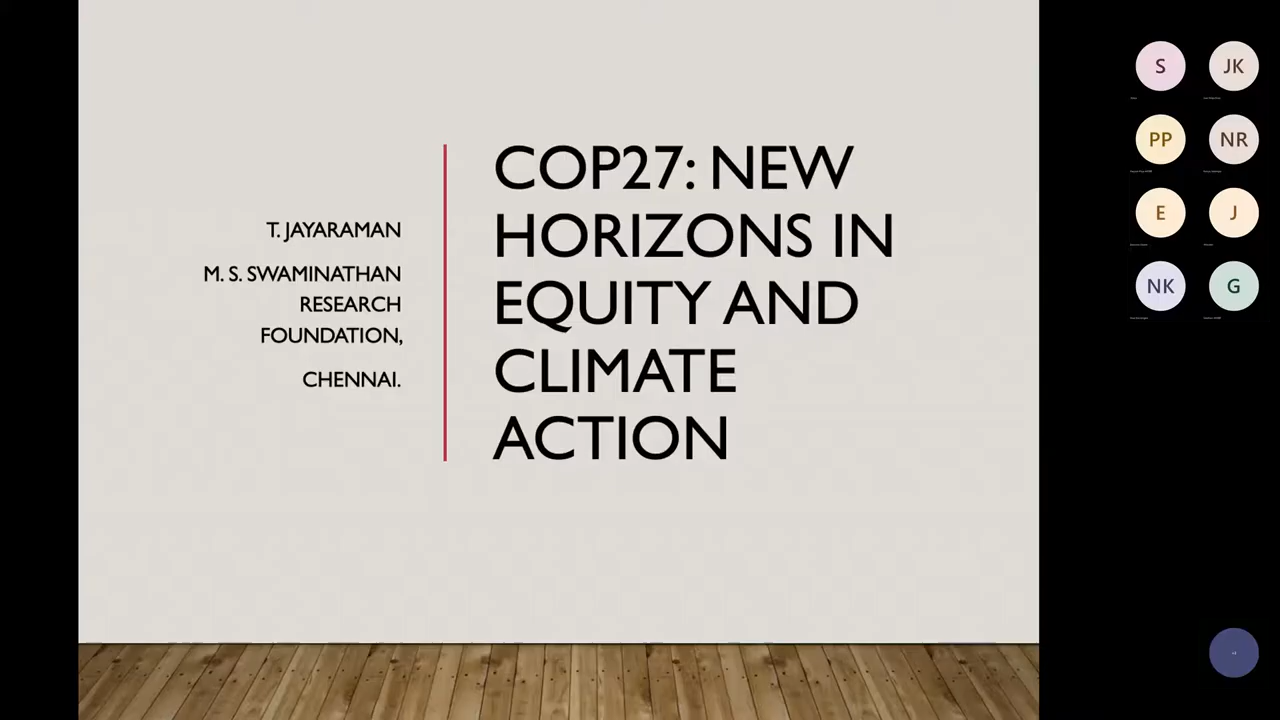 T. JAYARAMAN
M. S. SWAMINATHAN
RESEARCH
FOUNDATION,
CHENNAI.
COP27: NEW
HORIZONS IN
EQUITY AND
CLIMATE
ACTION
S
JK
PP
NR
E
J
NK
G